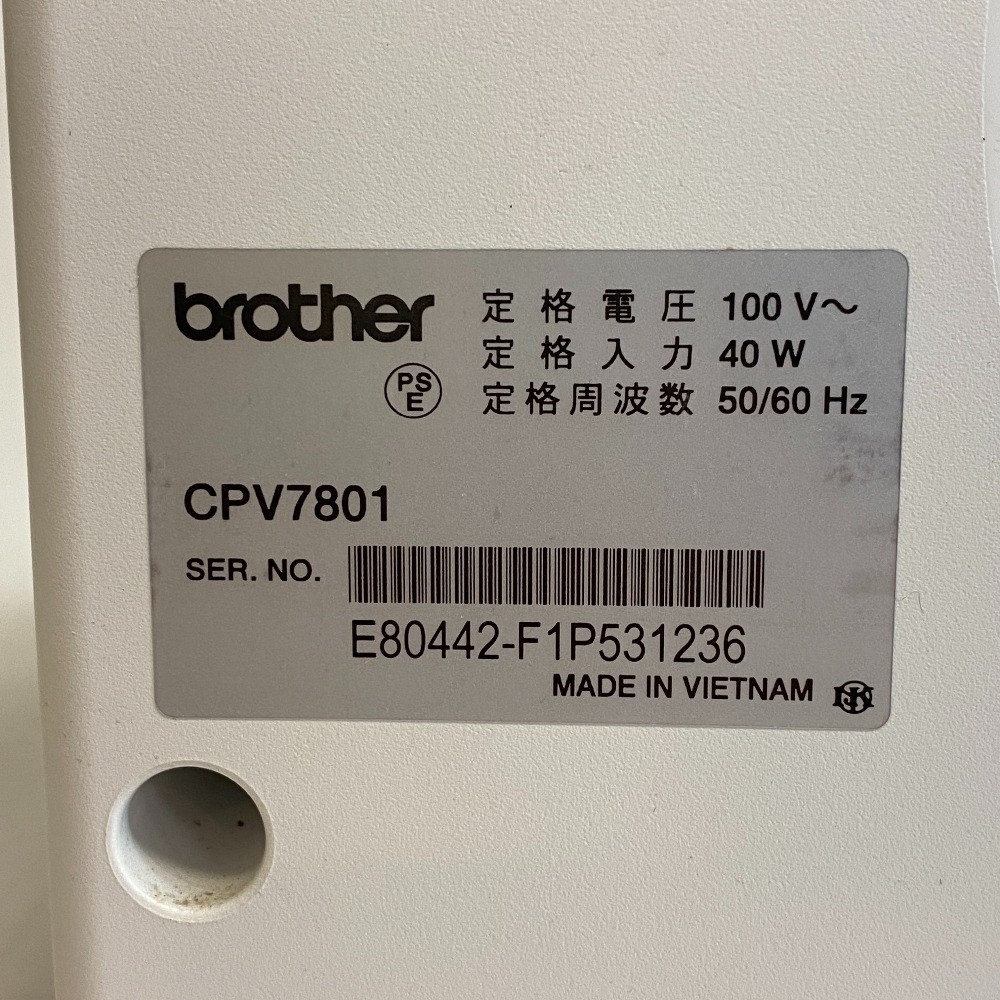 brother
定格電圧 100 V～
定格入力 40 W
定格周波数 50/60 Hz
PS
E
CPV7801
SER. NO.
E80442-F1P531236
MADE IN VIETNAM